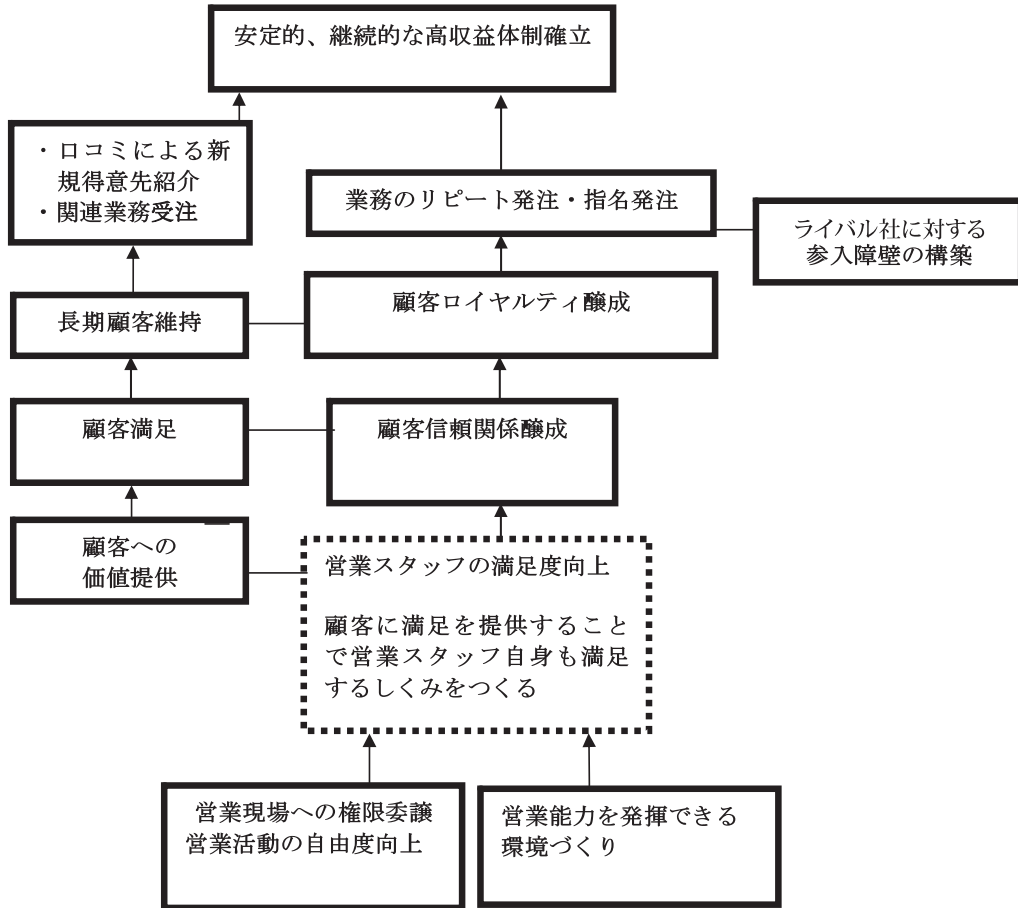 安定的、継続的な高収益体制確立
・口コミによる新
規得意先紹介
・関連業務受注
業務のリピート発注・指名発注
ライバル社に対する
参入障壁の構築
長期顧客維持
顧客ロイヤルティ醸成
顧客満足
顧客信頼関係醸成
顧客への
価値提供
営業スタッフの満足度向上
顧客に満足を提供すること
で営業スタッフ自身も満足
するしくみをつくる
営業現場への権限委譲
営業活動の自由度向上
営業能力を発揮できる
環境づくり